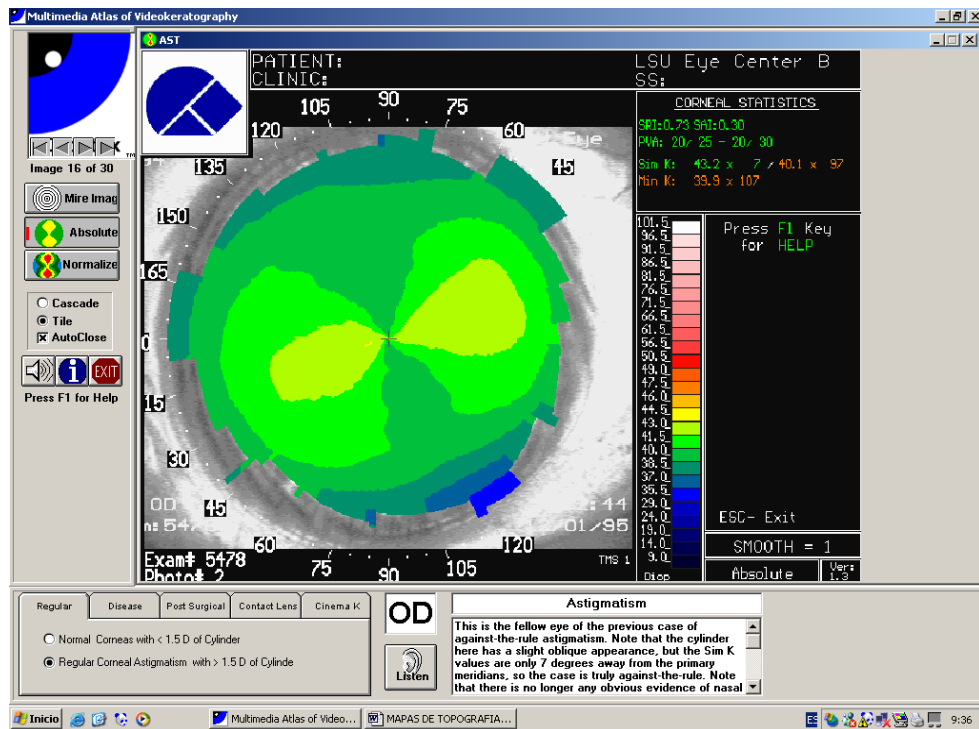 Multimedia Atlas of Videokeratography
AST
Image 16 of 30
Mire Imag
Absolute
Normalize
Cascade
Tile
AutoClose
EXIT
Press F1 for Help
PATIENT:
CLINIC:
LSU Eye Center B
SS:
105 90 75
120 60
135 45
150
165
0
15
30
45
60
75
90
105
120
Eye
OD
44
01/95
Exam# 5478
Photo# 2
TMS 1
CORNEAL STATISTICS
SRI:0.73 SAI:0.30
PVA: 20/ 25 - 20/ 30
Sim K: 43.2 x 7 / 40.1 x 97
Min K: 39.9 x 107
101.5
96.5
91.5
86.5
81.5
76.5
71.5
66.5
61.5
56.5
50.5
49.0
47.5
46.0
44.5
43.0
41.5
40.0
38.5
37.0
35.5
29.0
24.0
19.0
14.0
9.0
Diop
Press F1 Key
for HELP
ESC- Exit
SMOOTH = 1
Absolute
Ver:
1.3
Regular Disease Post Surgical Contact Lens Cinema K
Normal Corneas with < 1.5 D of Cylinder
Regular Corneal Astigmatism with > 1.5 D of Cylinde
OD
Listen
Astigmatism
This is the fellow eye of the previous case of
against-the-rule astigmatism. Note that the cylinder
here has a slight oblique appearance, but the Sim K
values are only 7 degrees away from the primary
meridians, so the case is truly against-the-rule. Note
that there is no longer any obvious evidence of nasal
Inicio
Multimedia Atlas of Video...
MAPAS DE TOPOGRAFIA...
ES
9:36